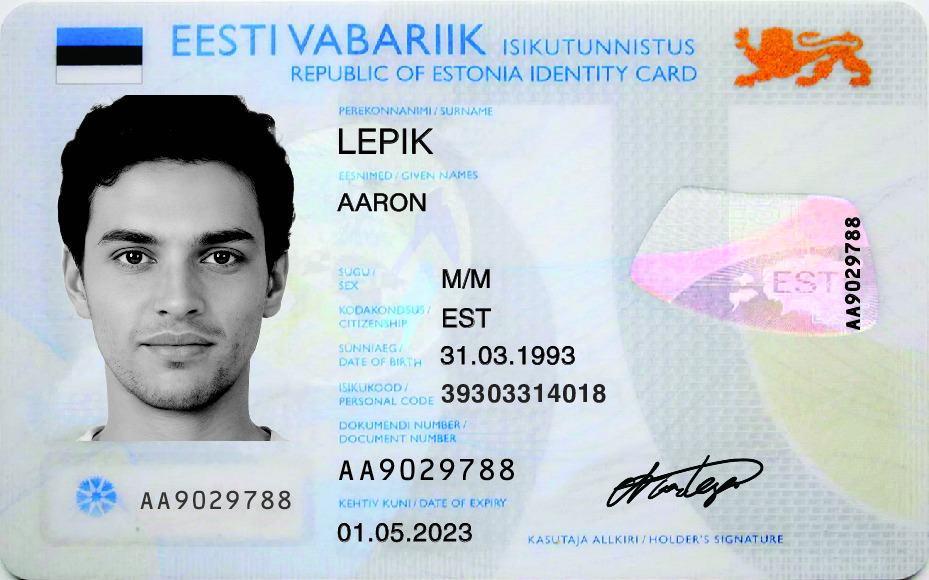 EESTI VABARIIK ISIKUTUNNISTUS
REPUBLIC OF ESTONIA IDENTITY CARD
PEREKONNANIMI / SURNAME
LEPIK
EESNIMED / GIVEN NAMES
AARON
SUGU /
SEX
M/M
KODAKONDSUS /
CITIZENSHIP
EST
SÜNNIAEG /
DATE OF BIRTH
31.03.1993
ISIKUKOOD /
PERSONAL CODE
39303314018
DOKUMENDI NUMBER /
DOCUMENT NUMBER
AA9029788
KEHTIV KUNI / DATE OF EXPIRY
01.05.2023
AA9029788
KASUTAJA ALLKIRI / HOLDER'S SIGNATURE
EST
AA9029788